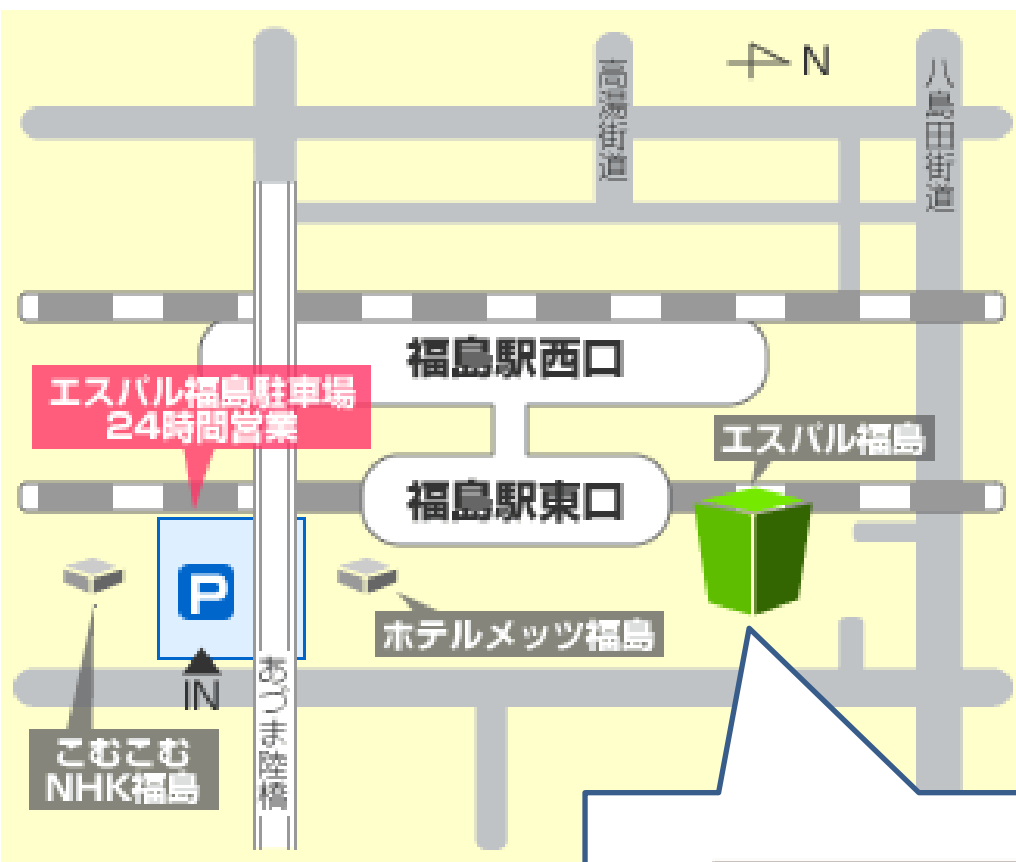 N
高湯街道
八島田街道
福島駅西口
エスパル福島駐車場
24時間営業
エスパル福島
福島駅東口
P
ホテルメッツ福島
IN
あづま陸橋
こむこむ
NHK福島